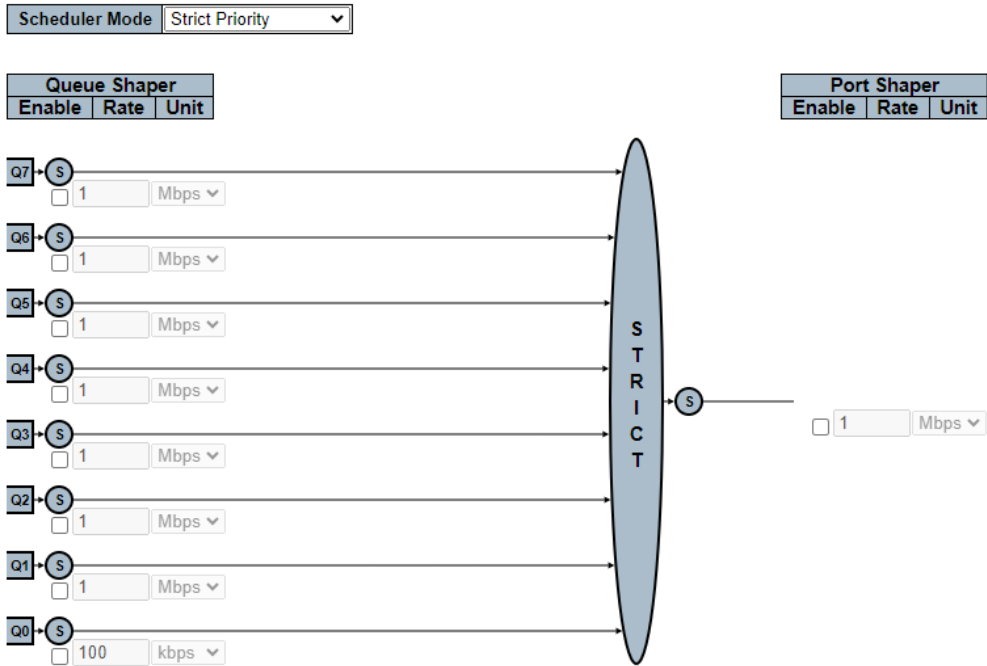 Scheduler Mode Strict Priority
Queue Shaper Port Shaper
Enable Rate Unit Enable Rate Unit
Q7 S
1 Mbps
Q6 S
1 Mbps
Q5 S
1 Mbps
Q4 S
1 Mbps
Q3 S
1 Mbps
Q2 S
1 Mbps
Q1 S
1 Mbps
Q0 S
100 kbps
S
T
R
I
C
T
S
1 Mbps